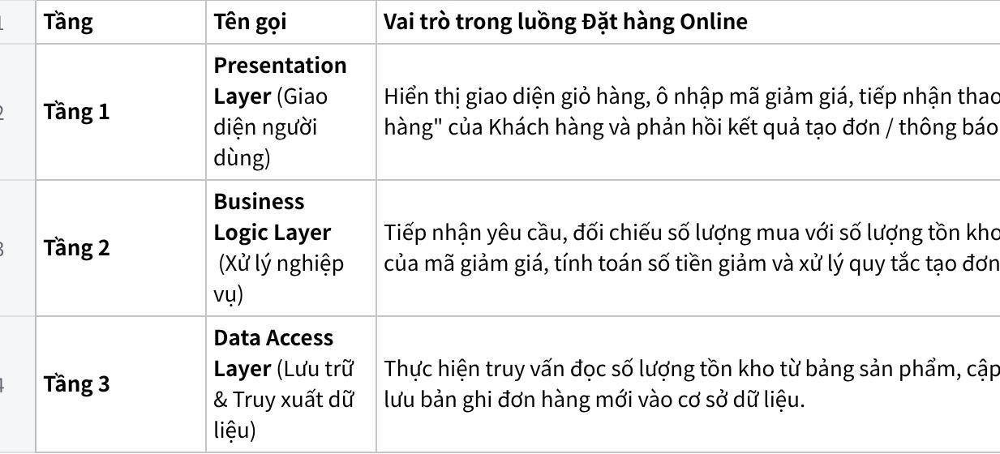 Tầng
Tên gọi
Vai trò trong luồng Đặt hàng Online
2
Tầng 1
Presentation
Layer (Giao
diện người
dùng)
Hiển thị giao diện giỏ hàng, ô nhập mã giảm giá, tiếp nhận thao
hàng" của Khách hàng và phản hồi kết quả tạo đơn / thông báo
3
Tầng 2
Business
Logic Layer
(Xử lý nghiệp
vụ)
Tiếp nhận yêu cầu, đối chiếu số lượng mua với số lượng tồn kho
của mã giảm giá, tính toán số tiền giảm và xử lý quy tắc tạo đơn
4
Tầng 3
Data Access
Layer (Lưu trữ
& Truy xuất dữ
liệu)
Thực hiện truy vấn đọc số lượng tồn kho từ bảng sản phẩm, cập
lưu bản ghi đơn hàng mới vào cơ sở dữ liệu.